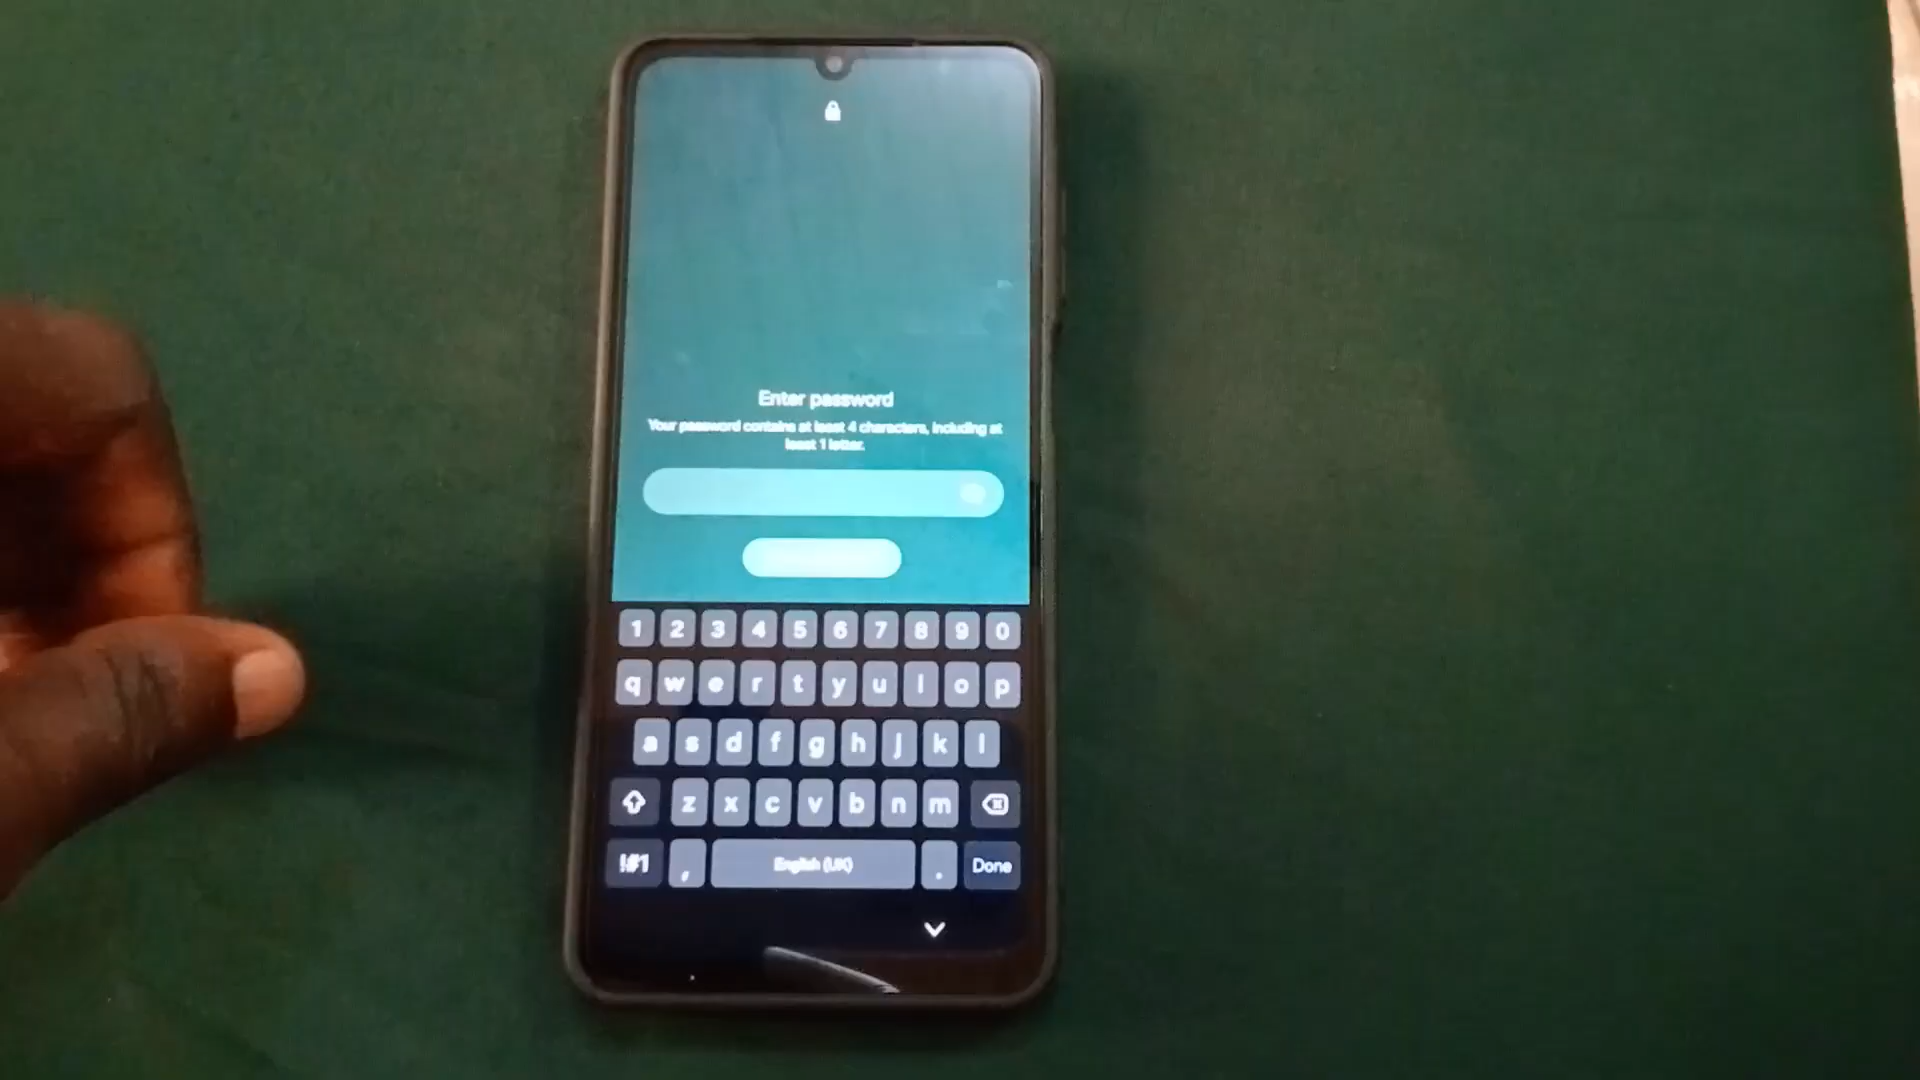 Enter password
Your password contains at least 4 characters, including at
least 1 letter.
1 2 3 4 5 6 7 8 9 0
q w e r t y u i o p
a s d f g h j k l
z x c v b n m
!#1 , English (UK) . Done